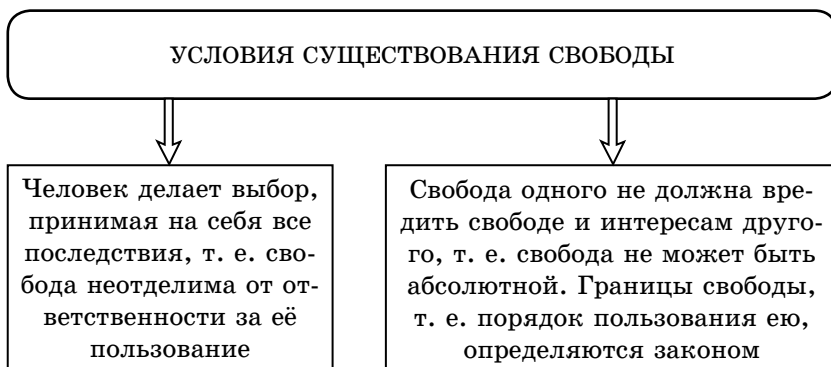 УСЛОВИЯ СУЩЕСТВОВАНИЯ СВОБОДЫ
Человек делает выбор,
принимая на себя все
последствия, т. е. сво-
бода неотделима от от-
ветственности за её
пользование
Свобода одного не должна вре-
дить свободе и интересам друго-
го, т. е. свобода не может быть
абсолютной. Границы свободы,
т. е. порядок пользования ею,
определяются законом